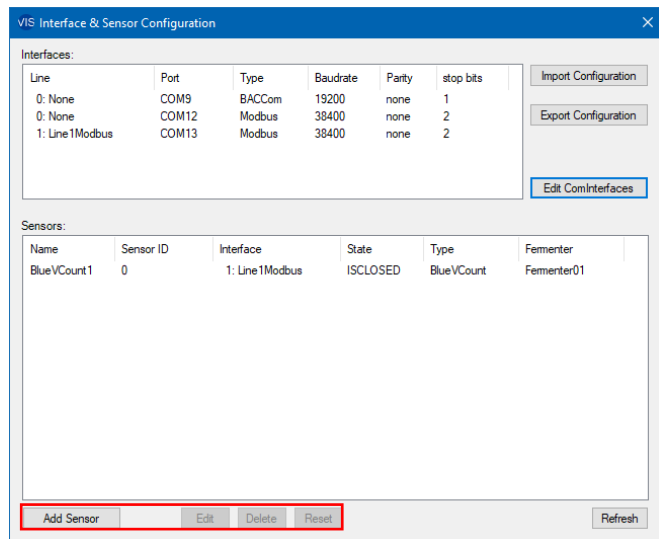 VIS Interface & Sensor Configuration
Interfaces:
Line Port Type Baudrate Parity stop bits
0: None COM9 BACCom 19200 none 1
0: None COM12 Modbus 38400 none 2
1: Line1Modbus COM13 Modbus 38400 none 2
Import Configuration
Export Configuration
Edit ComInterfaces
Sensors:
Name Sensor ID Interface State Type Fermenter
BlueVCount1 0 1: Line1Modbus ISCLOSED BlueVCount Fermenter01
Add Sensor Edit Delete Reset Refresh